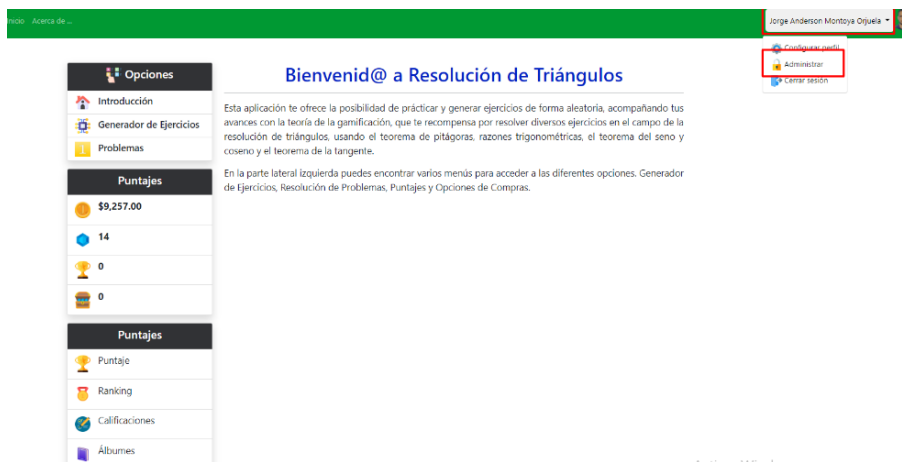 Inicio Acerca de ...
Jorge Anderson Montoya Orjuela
Configurar perfil
Administrar
Cerrar sesión
Opciones
Introducción
Generador de Ejercicios
Problemas
Puntajes
$9,257.00
14
0
0
Puntajes
Puntaje
Ranking
Calificaciones
Álbumes
Bienvenid@ a Resolución de Triángulos
Esta aplicación te ofrece la posibilidad de prácticar y generar ejercicios de forma aleatoria, acompañando tus
avances con la teoría de la gamificación, que te recompensa por resolver diversos ejercicios en el campo de la
resolución de triángulos, usando el teorema de pitágoras, razones trigonométricas, el teorema del seno y
coseno y el teorema de la tangente.
En la parte lateral izquierda puedes encontrar varios menús para acceder a las diferentes opciones. Generador
de Ejercicios, Resolución de Problemas, Puntajes y Opciones de Compras.